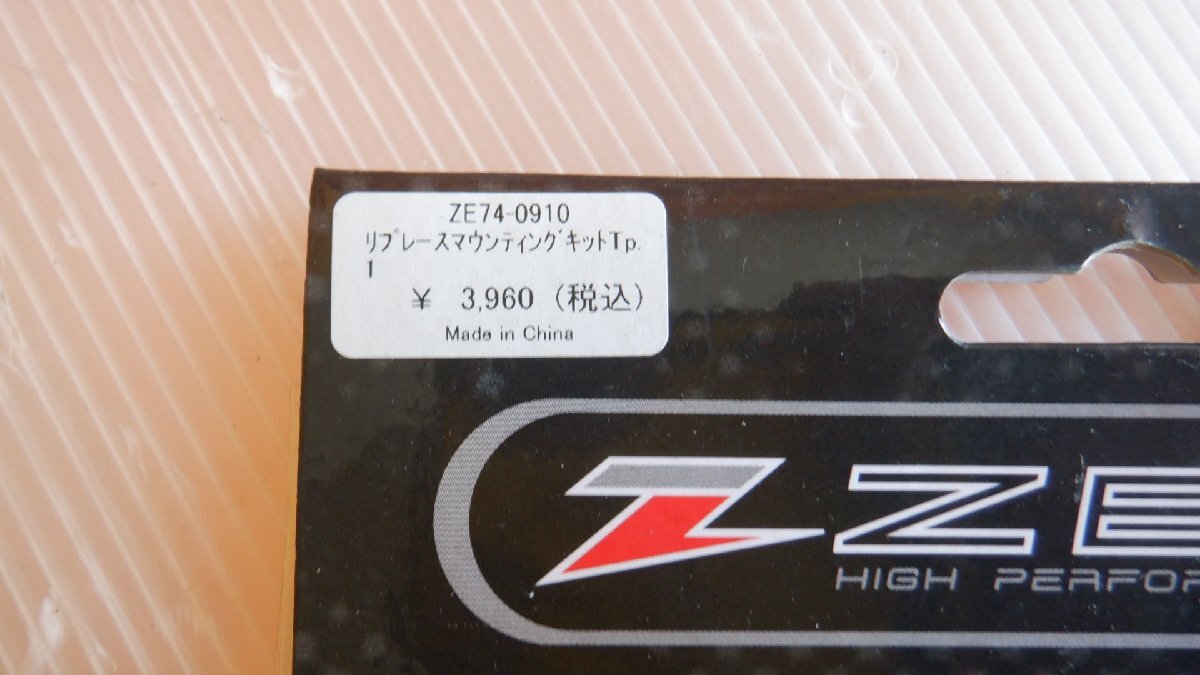 ZE74-0910
リプレースマウンティングキットTp.
1
¥ 3,960 (税込)
Made in China
ZE
HIGH PERFOR